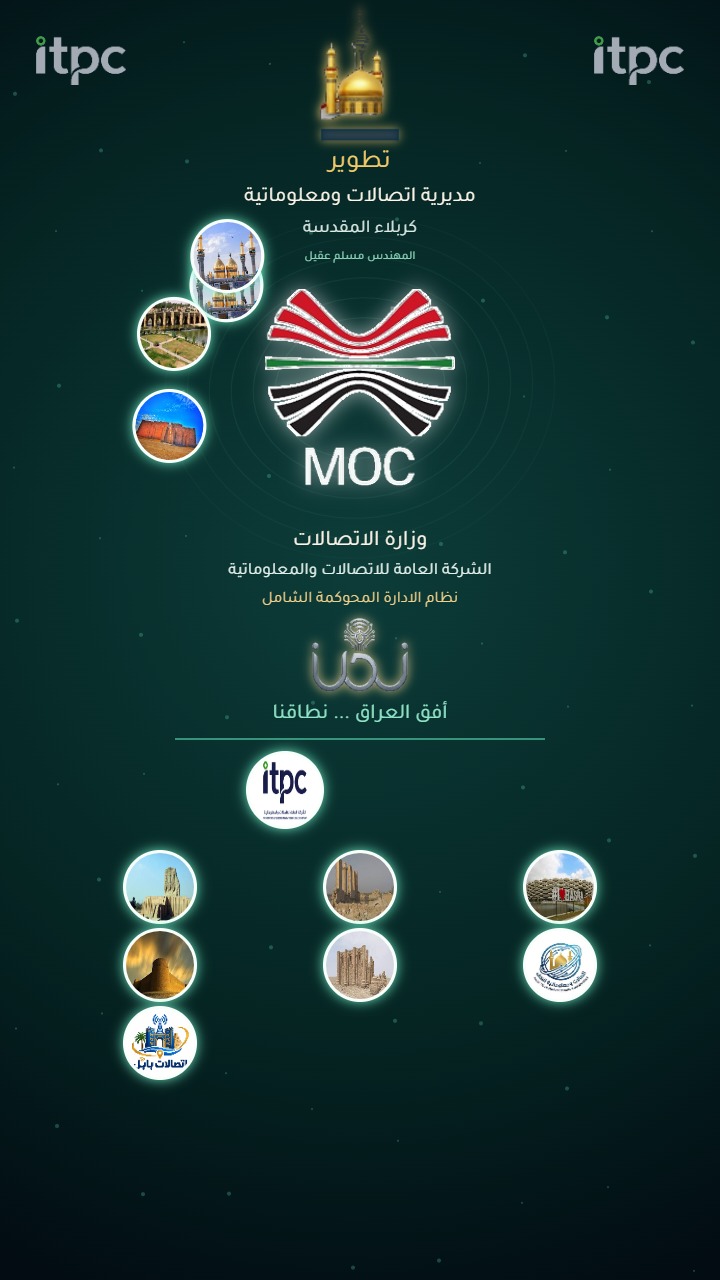 itpc
itpc
تطوير
مديرية اتصالات ومعلوماتية
كربلاء المقدسة
المهندس مسلم عقيل
MOC
وزارة الاتصالات
الشركة العامة للاتصالات والمعلوماتية
نظام الادارة المحوكمة الشامل
نحن
أفق العراق ... نطاقنا
itpc
اتصالات بابل